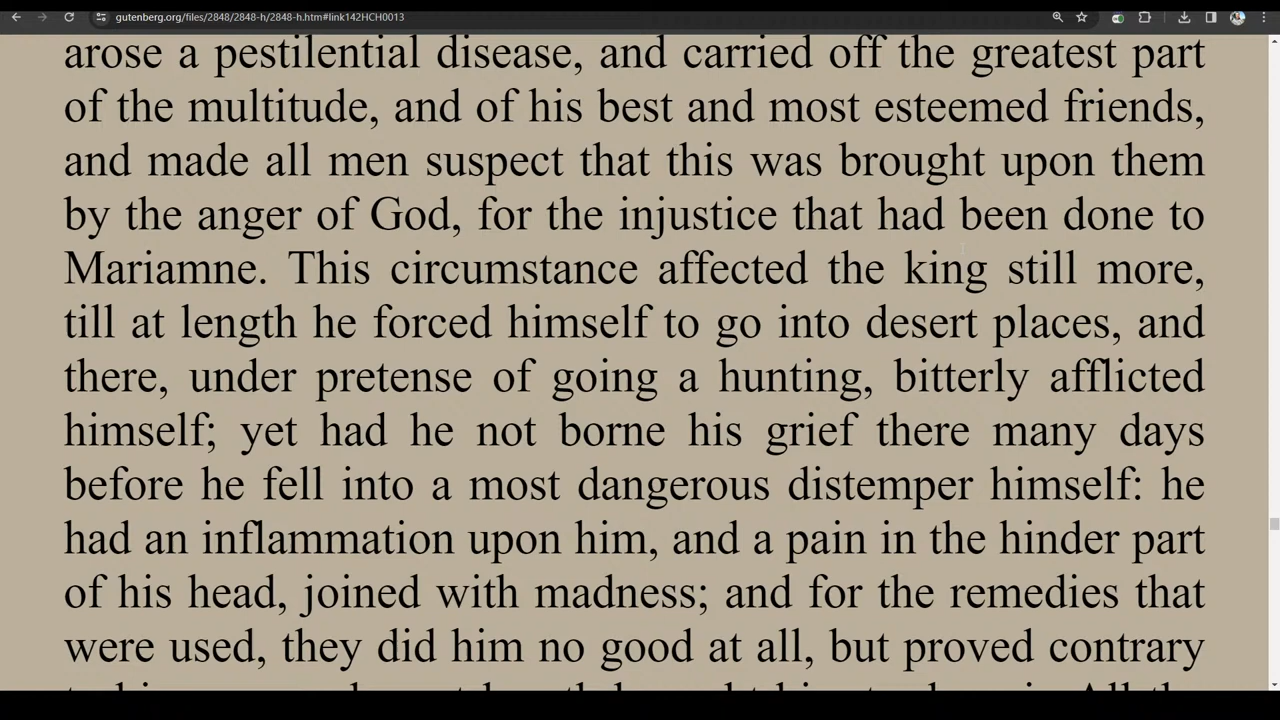 gutenberg.org/files/2848/2848-h/2848-h.htm#link142HCH0013
arose a pestilential disease, and carried off the greatest part
of the multitude, and of his best and most esteemed friends,
and made all men suspect that this was brought upon them
by the anger of God, for the injustice that had been done to
Mariamne. This circumstance affected the king still more,
till at length he forced himself to go into desert places, and
there, under pretense of going a hunting, bitterly afflicted
himself; yet had he not borne his grief there many days
before he fell into a most dangerous distemper himself: he
had an inflammation upon him, and a pain in the hinder part
of his head, joined with madness; and for the remedies that
were used, they did him no good at all, but proved contrary